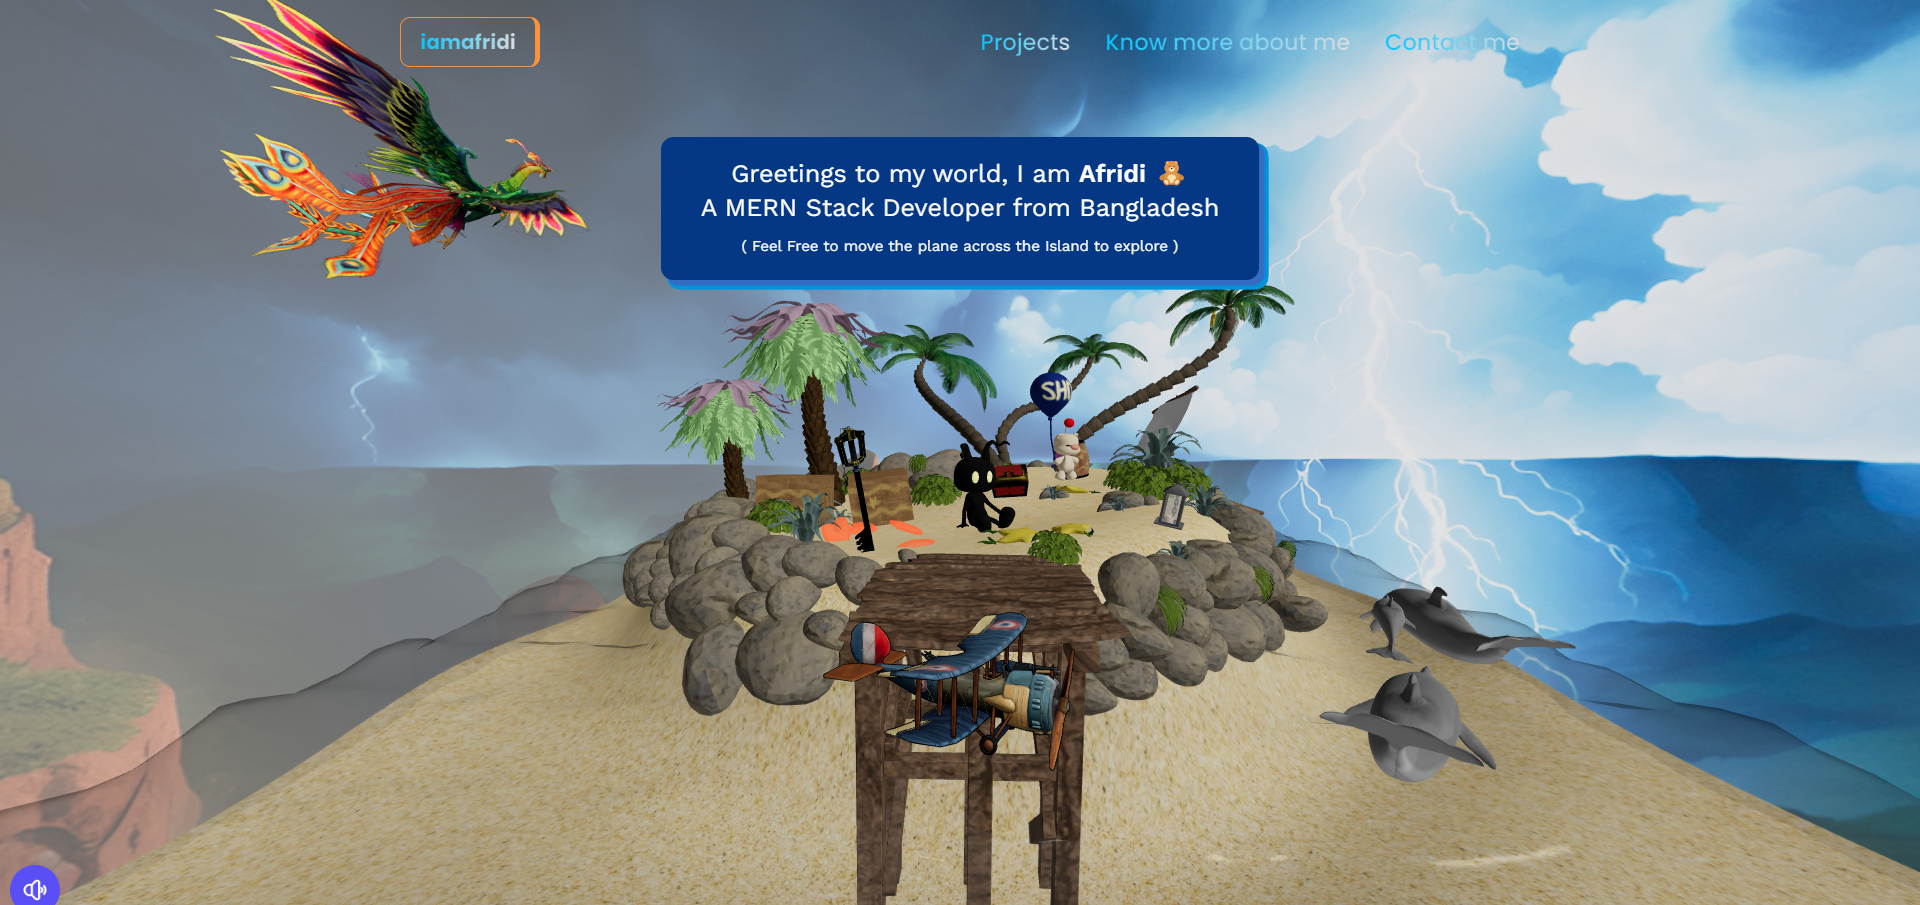 iamafridi
Projects
Know more about me
Contact me
Greetings to my world, I am Afridi 🧸
A MERN Stack Developer from Bangladesh
( Feel Free to move the plane across the Island to explore )